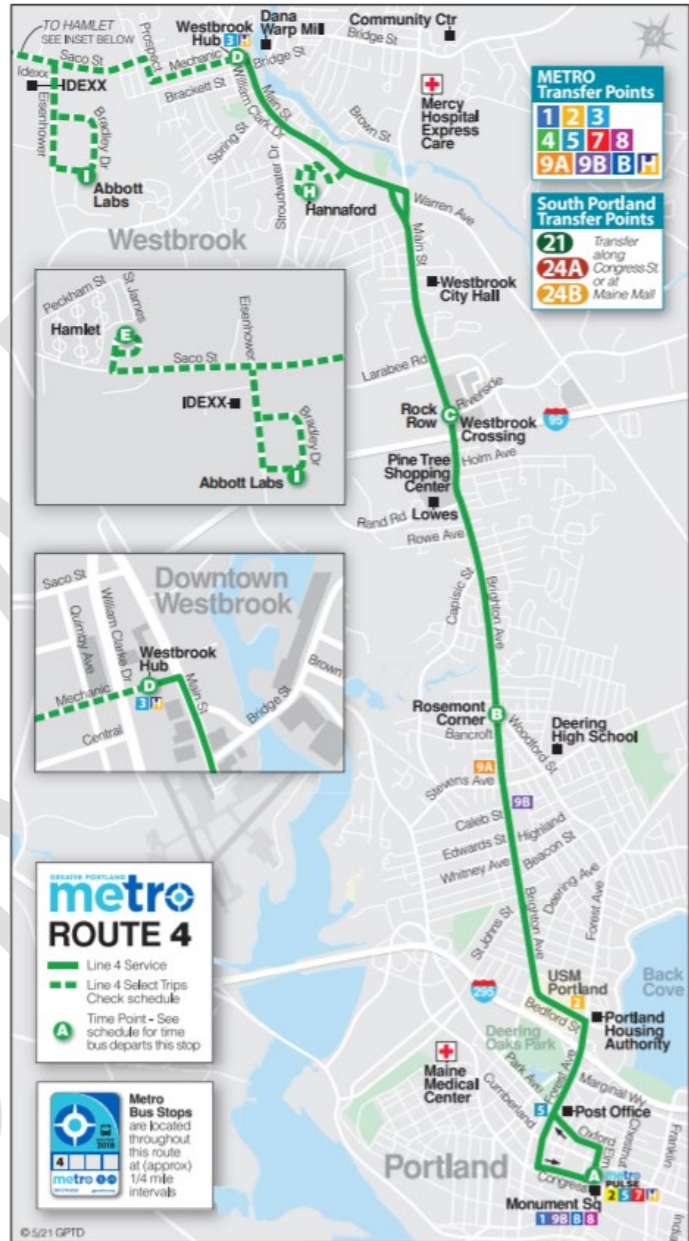 TO HAMLET
SEE INSET BELOW
Saco St
Idexx
IDEXX
Eisenhower
Bradley Dr
I
Abbott Labs
Prospect
Mechanic
Westbrook
Hub
3 H
D
Dana
Warp Mill
Bridge St
Community Ctr
Bridge St
Brackett St
William Clark Dr
Main St
Spring St
Brown St
Mercy
Hospital
Express
Care
Stroudwater Dr
H
Hannaford
Warren Ave
Main St
Westbrook
Westbrook
City Hall
METRO
Transfer Points
1 2 3
4 5 7 8
9A 9B B H
South Portland
Transfer Points
21
24A
24B
Transfer
along
Congress St.
or at
Maine Mall
Peckham St
St James
Hamlet
E
Saco St
Eisenhower
IDEXX
Bradley Dr
Abbott Labs
I
Larabee Rd
Riverside
Rock
Row
C
Westbrook
Crossing
95
Holm Ave
Pine Tree
Shopping
Center
Lowes
Rand Rd
Rowe Ave
Capisic St
Brighton Ave
Downtown
Westbrook
Saco St
Quimby Ave
William Clarke Dr
Westbrook
Hub
D
3 H
Mechanic
Central
Main St
Bridge St
Brown
Rosemont
Corner
B
Bancroft
Woodford St
Deering
High School
9A
Stevens Ave
9B
Caleb St
Edwards St
Highland
Whitney Ave
Beacon St
Brighton Ave
Deering Ave
Forest Ave
St Johns St
GREATER PORTLAND
metro
ROUTE 4
Line 4 Service
Line 4 Select Trips
Check schedule
A
Time Point - See
schedule for time
bus departs this stop
295
USM
Portland
2
Bedford St
Back
Cove
Portland
Housing
Authority
Deering
Oaks Park
Maine
Medical
Center
Park Ave
Cumberland
Forest Ave
Marginal Wy
5
Post Office
Oxford
Elm
Chestnut
Franklin
Congress
A
metro
PULSE
2 5 7 H
Portland
Monument Sq
1 9B B 8
India
4
metro
Metro
Bus Stops
are located
throughout
this route
at (approx)
1/4 mile
intervals
© 5/21 GPTD